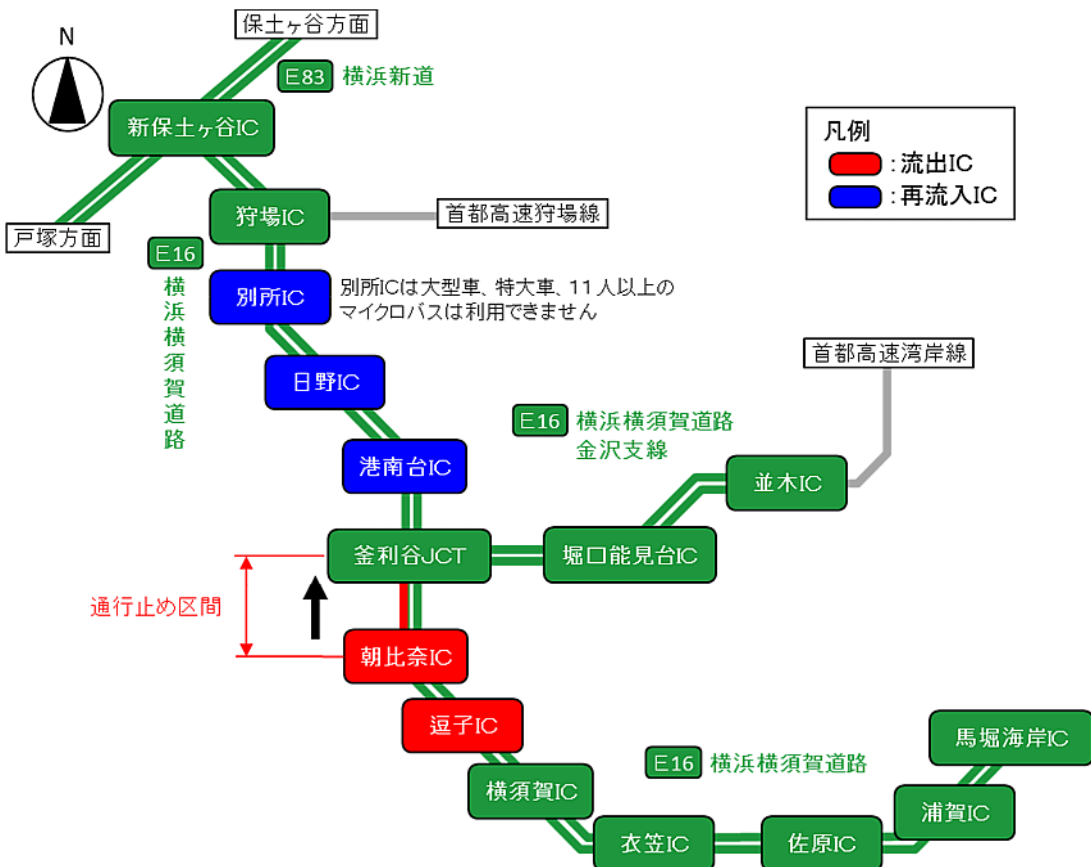 保土ヶ谷方面
N
E83 横浜新道
新保土ヶ谷IC
凡例
:流出IC
:再流入IC
狩場IC
首都高速狩場線
戸塚方面
E16
横浜横須賀道路
別所IC
別所ICは大型車、特大車、11人以上の
マイクロバスは利用できません
首都高速湾岸線
日野IC
E16 横浜横須賀道路
金沢支線
港南台IC
並木IC
釜利谷JCT
堀口能見台IC
通行止め区間
朝比奈IC
逗子IC
馬堀海岸IC
E16 横浜横須賀道路
横須賀IC
浦賀IC
衣笠IC
佐原IC